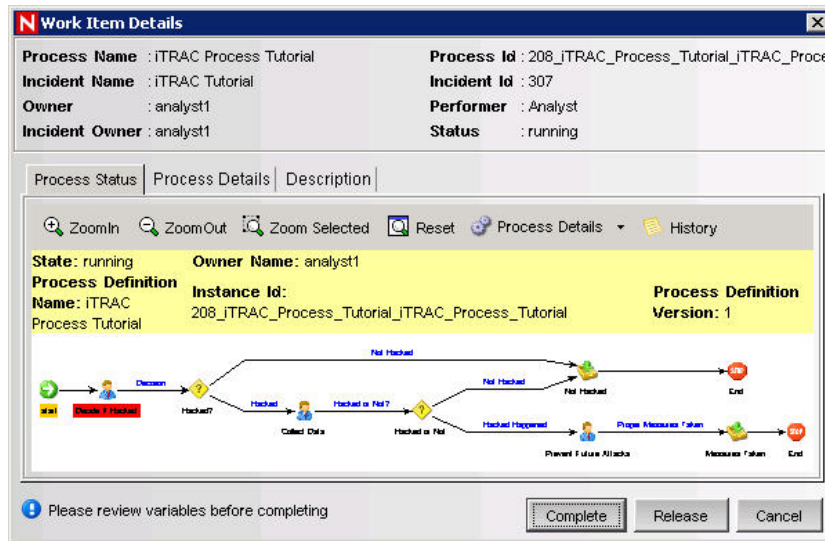 Work Item Details
Process Name : iTRAC Process Tutorial
Process Id : 208_iTRAC_Process_Tutorial_iTRAC_Proce
Incident Name : iTRAC Tutorial
Incident Id : 307
Owner : analyst1
Performer : Analyst
Incident Owner : analyst1
Status : running
Process Status
Process Details
Description
ZoomIn
ZoomOut
Zoom Selected
Reset
Process Details
History
State: running
Owner Name: analyst1
Process Definition
Name: iTRAC
Process Tutorial
Instance Id:
208_iTRAC_Process_Tutorial_iTRAC_Process_Tutorial
Process Definition
Version: 1
Not Hacked
Decision
Not Hacked
Not Hacked
End
start
Decide if Hacked
Hacked?
Hacked
Hacked or Not?
Collect Data
Hacked or Not
Hacked Happened
Proper Measures Taken
Prevent Future Attacks
Measures Taken
End
Please review variables before completing
Complete
Release
Cancel